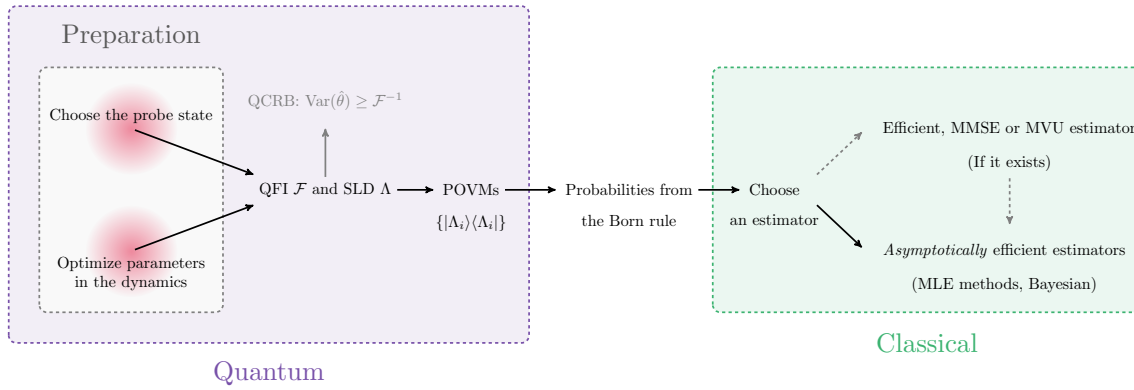 Preparation
Choose the probe state
Optimize parameters
in the dynamics
QCRB: Var(θ̂) ≥ ℱ⁻¹
QFI ℱ and SLD Λ
POVMs
{|Λᵢ⟩⟨Λᵢ|}
Quantum
Probabilities from
the Born rule
Choose
an estimator
Efficient, MMSE or MVU estimator
(If it exists)
Asymptotically efficient estimators
(MLE methods, Bayesian)
Classical